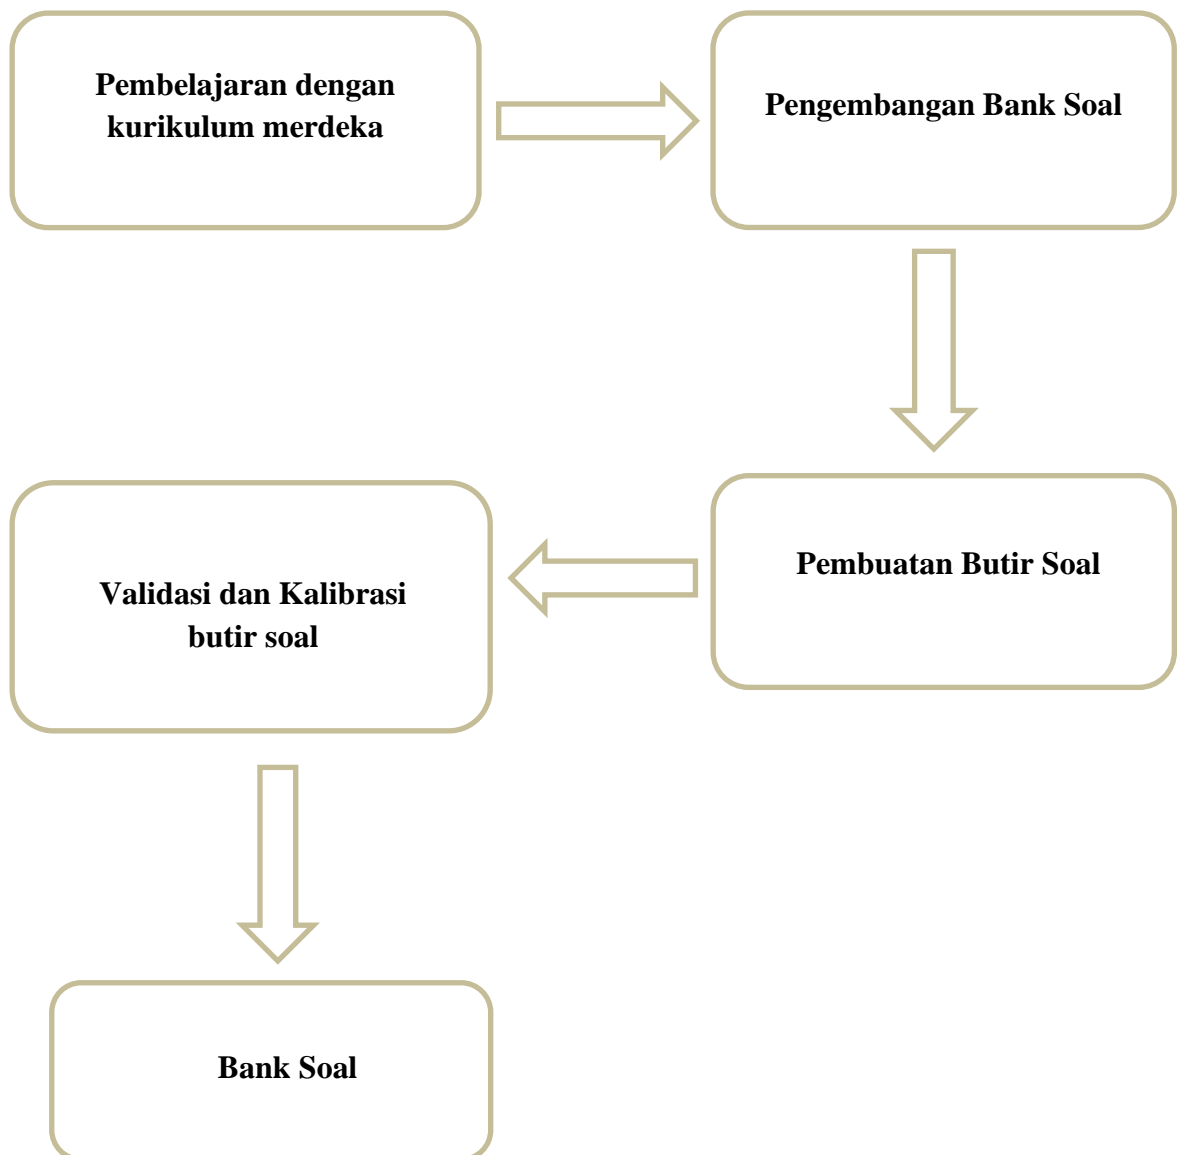 Pembelajaran dengan
kurikulum merdeka
Pengembangan Bank Soal
Pembuatan Butir Soal
Validasi dan Kalibrasi
butir soal
Bank Soal